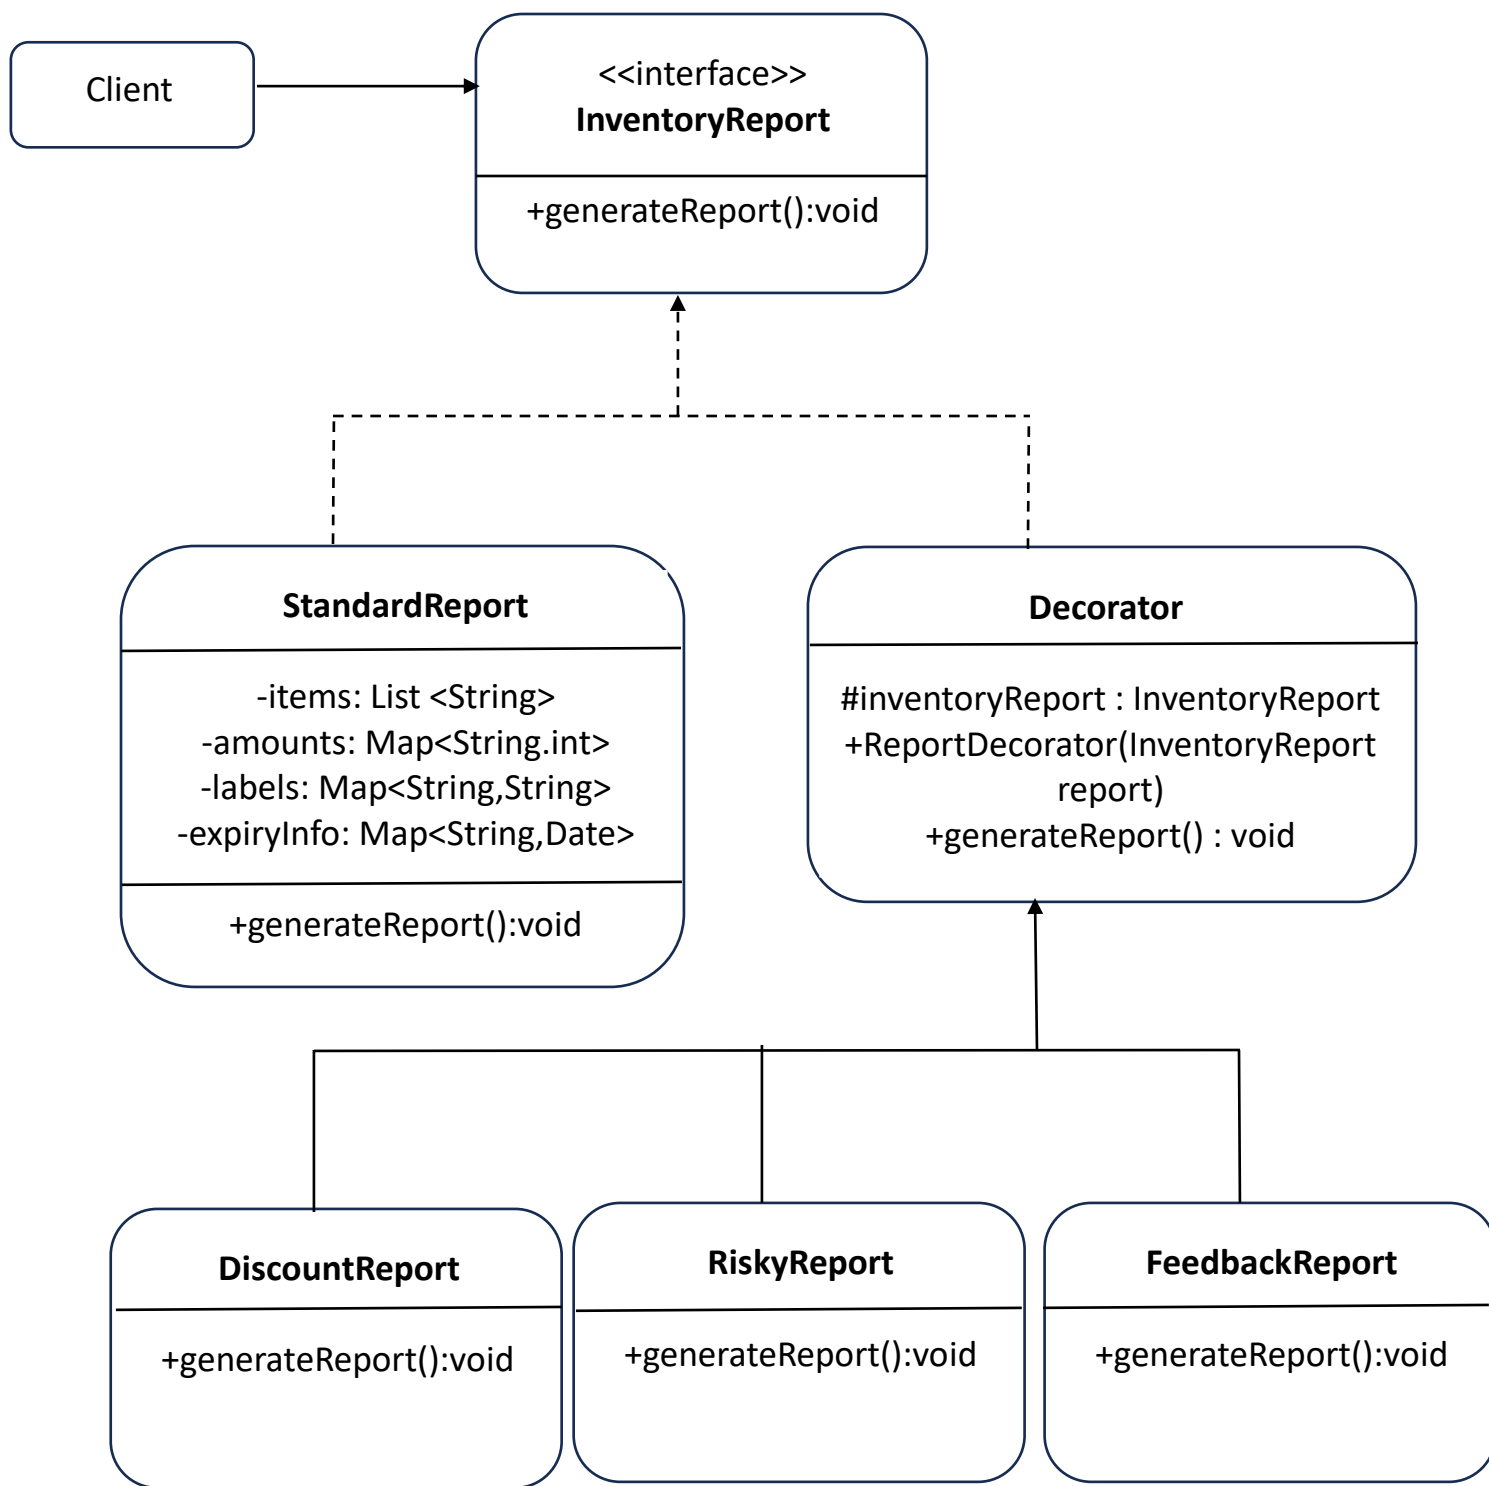 Client
<<interface>>
InventoryReport
+generateReport():void
StandardReport
-items: List <String>
-amounts: Map<String.int>
-labels: Map<String,String>
-expiryInfo: Map<String,Date>
+generateReport():void
Decorator
#inventoryReport : InventoryReport
+ReportDecorator(InventoryReport
report)
+generateReport() : void
DiscountReport
+generateReport():void
RiskyReport
+generateReport():void
FeedbackReport
+generateReport():void